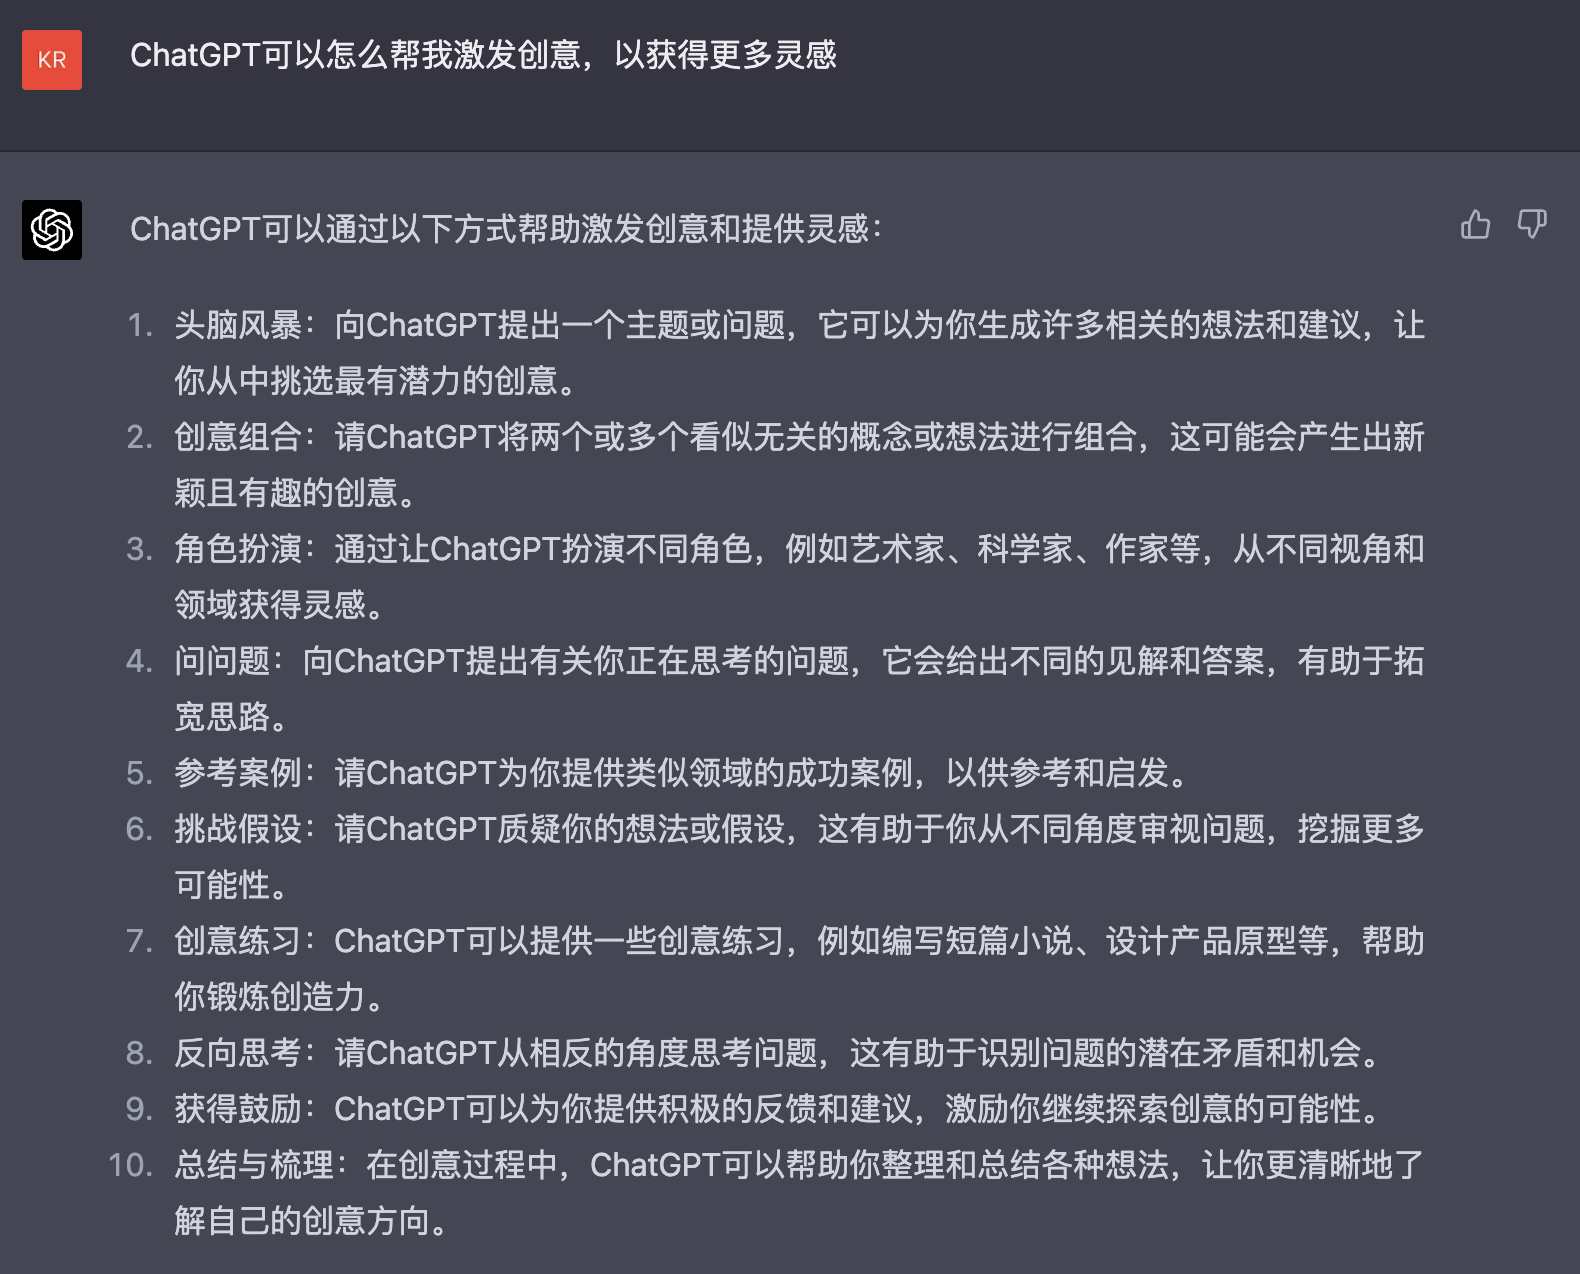 KR
ChatGPT可以怎么帮我激发创意，以获得更多灵感
ChatGPT可以通过以下方式帮助激发创意和提供灵感：
1. 头脑风暴：向ChatGPT提出一个主题或问题，它可以为你生成许多相关的想法和建议，让
你从中挑选最有潜力的创意。
2. 创意组合：请ChatGPT将两个或多个看似无关的概念或想法进行组合，这可能会产生出新
颖且有趣的创意。
3. 角色扮演：通过让ChatGPT扮演不同角色，例如艺术家、科学家、作家等，从不同视角和
领域获得灵感。
4. 问问题：向ChatGPT提出有关你正在思考的问题，它会给出不同的见解和答案，有助于拓
宽思路。
5. 参考案例：请ChatGPT为你提供类似领域的成功案例，以供参考和启发。
6. 挑战假设：请ChatGPT质疑你的想法或假设，这有助于你从不同角度审视问题，挖掘更多
可能性。
7. 创意练习：ChatGPT可以提供一些创意练习，例如编写短篇小说、设计产品原型等，帮助
你锻炼创造力。
8. 反向思考：请ChatGPT从相反的角度思考问题，这有助于识别问题的潜在矛盾和机会。
9. 获得鼓励：ChatGPT可以为你提供积极的反馈和建议，激励你继续探索创意的可能性。
10. 总结与梳理：在创意过程中，ChatGPT可以帮助你整理和总结各种想法，让你更清晰地了
解自己的创意方向。